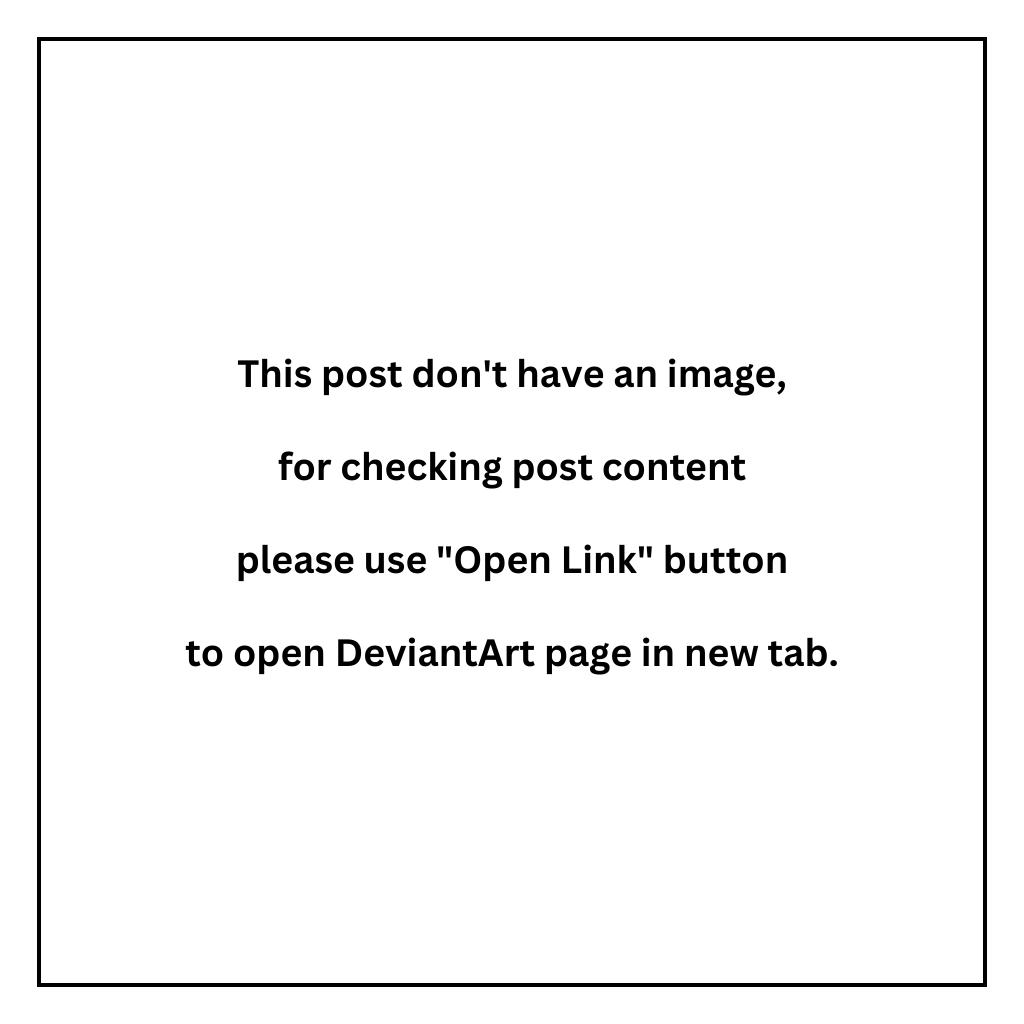 This post don't have an image,
for checking post content
please use "Open Link" button
to open DeviantArt page in new tab.